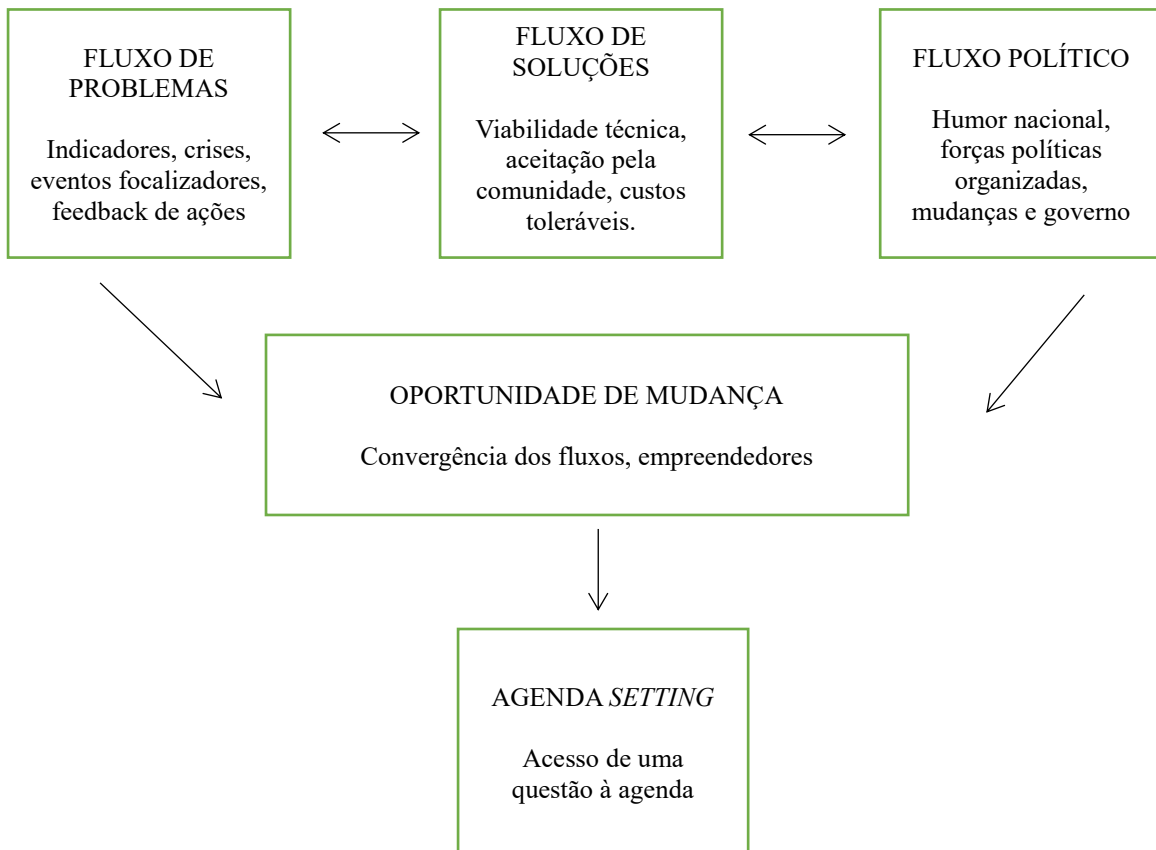 FLUXO DE
PROBLEMAS
Indicadores, crises,
eventos focalizadores,
feedback de ações
FLUXO DE
SOLUÇÕES
Viabilidade técnica,
aceitação pela
comunidade, custos
toleráveis.
FLUXO POLÍTICO
Humor nacional,
forças políticas
organizadas,
mudanças e governo
OPORTUNIDADE DE MUDANÇA
Convergência dos fluxos, empreendedores
AGENDA SETTING
Acesso de uma
questão à agenda